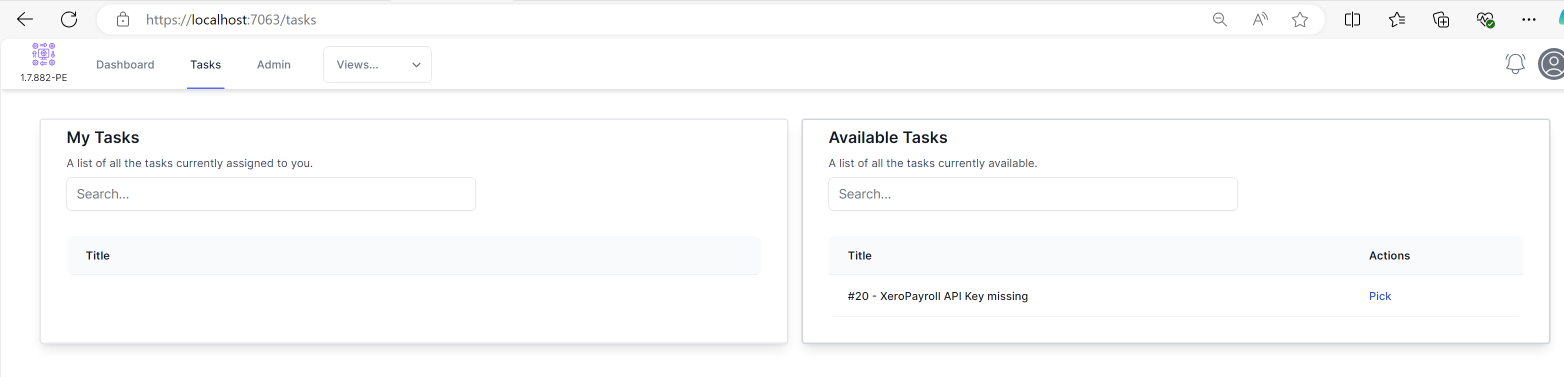 https://localhost:7063/tasks
1.7.882-PE
Dashboard
Tasks
Admin
Views...
My Tasks
A list of all the tasks currently assigned to you.
Search...
Title
Available Tasks
A list of all the tasks currently available.
Search...
Title Actions
#20 - XeroPayroll API Key missing Pick